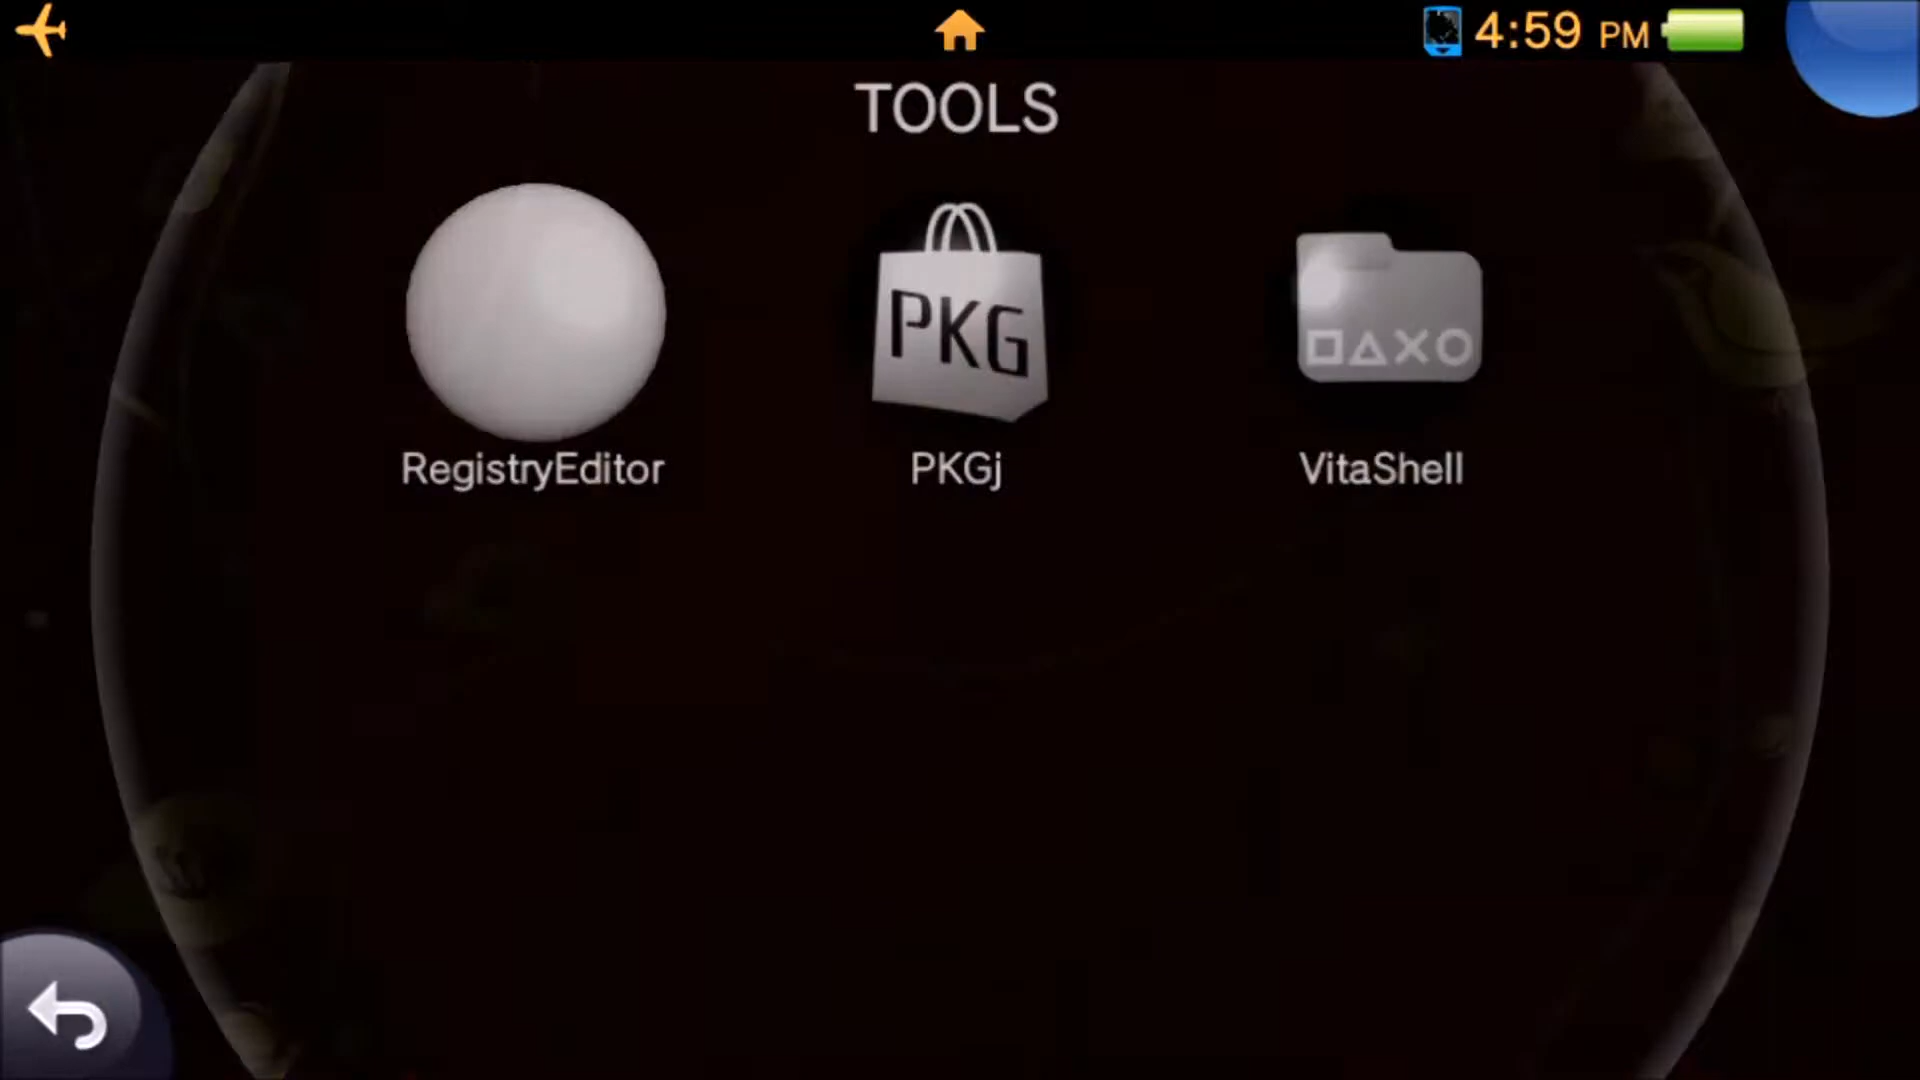 4:59 PM
TOOLS
PKG
RegistryEditor
PKGj
VitaShell